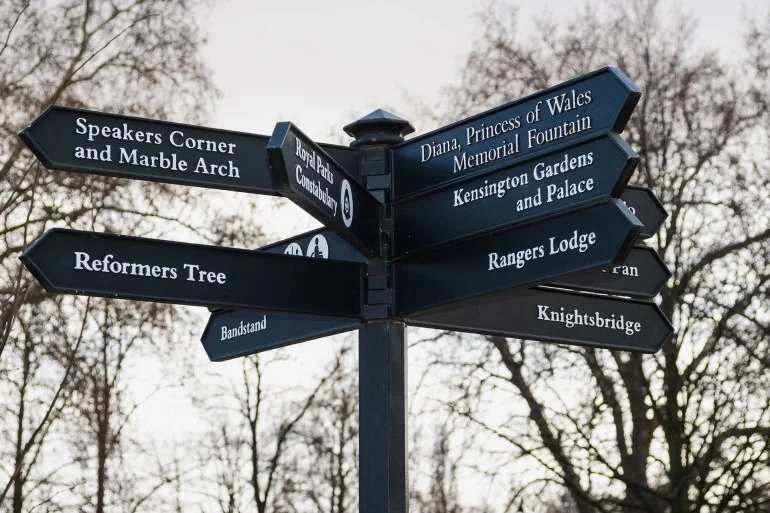 Speakers Corner
and Marble Arch
Royal Parks
Constabulary
Reformers Tree
Bandstand
Diana, Princess of Wales
Memorial Fountain
Kensington Gardens
and Palace
Rangers Lodge
Pan
Knightsbridge